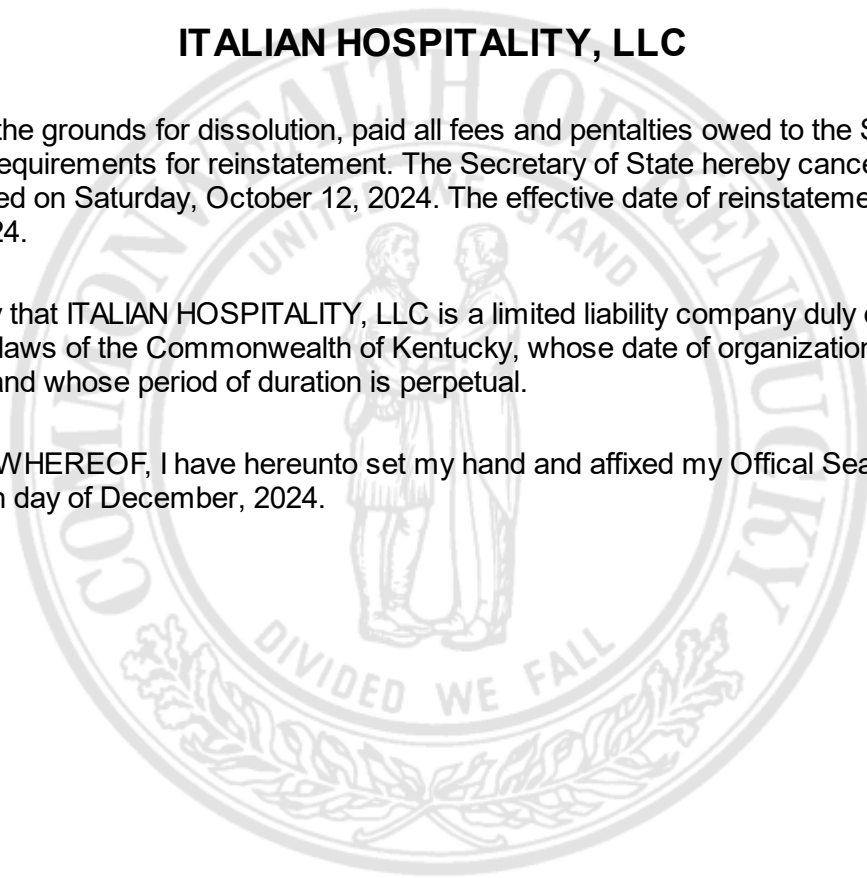 ITALIAN HOSPITALITY, LLC
the grounds for dissolution, paid all fees and pentalties owed to the S
equirements for reinstatement. The Secretary of State hereby cance
ed on Saturday, October 12, 2024. The effective date of reinstateme
24.
y that ITALIAN HOSPITALITY, LLC is a limited liability company duly
laws of the Commonwealth of Kentucky, whose date of organization
and whose period of duration is perpetual.
WHEREOF, I have hereunto set my hand and affixed my Offical Sea
h day of December, 2024.
COMMONWEALTH OF KENTUCKY
UNITED WE STAND
DIVIDED WE FALL